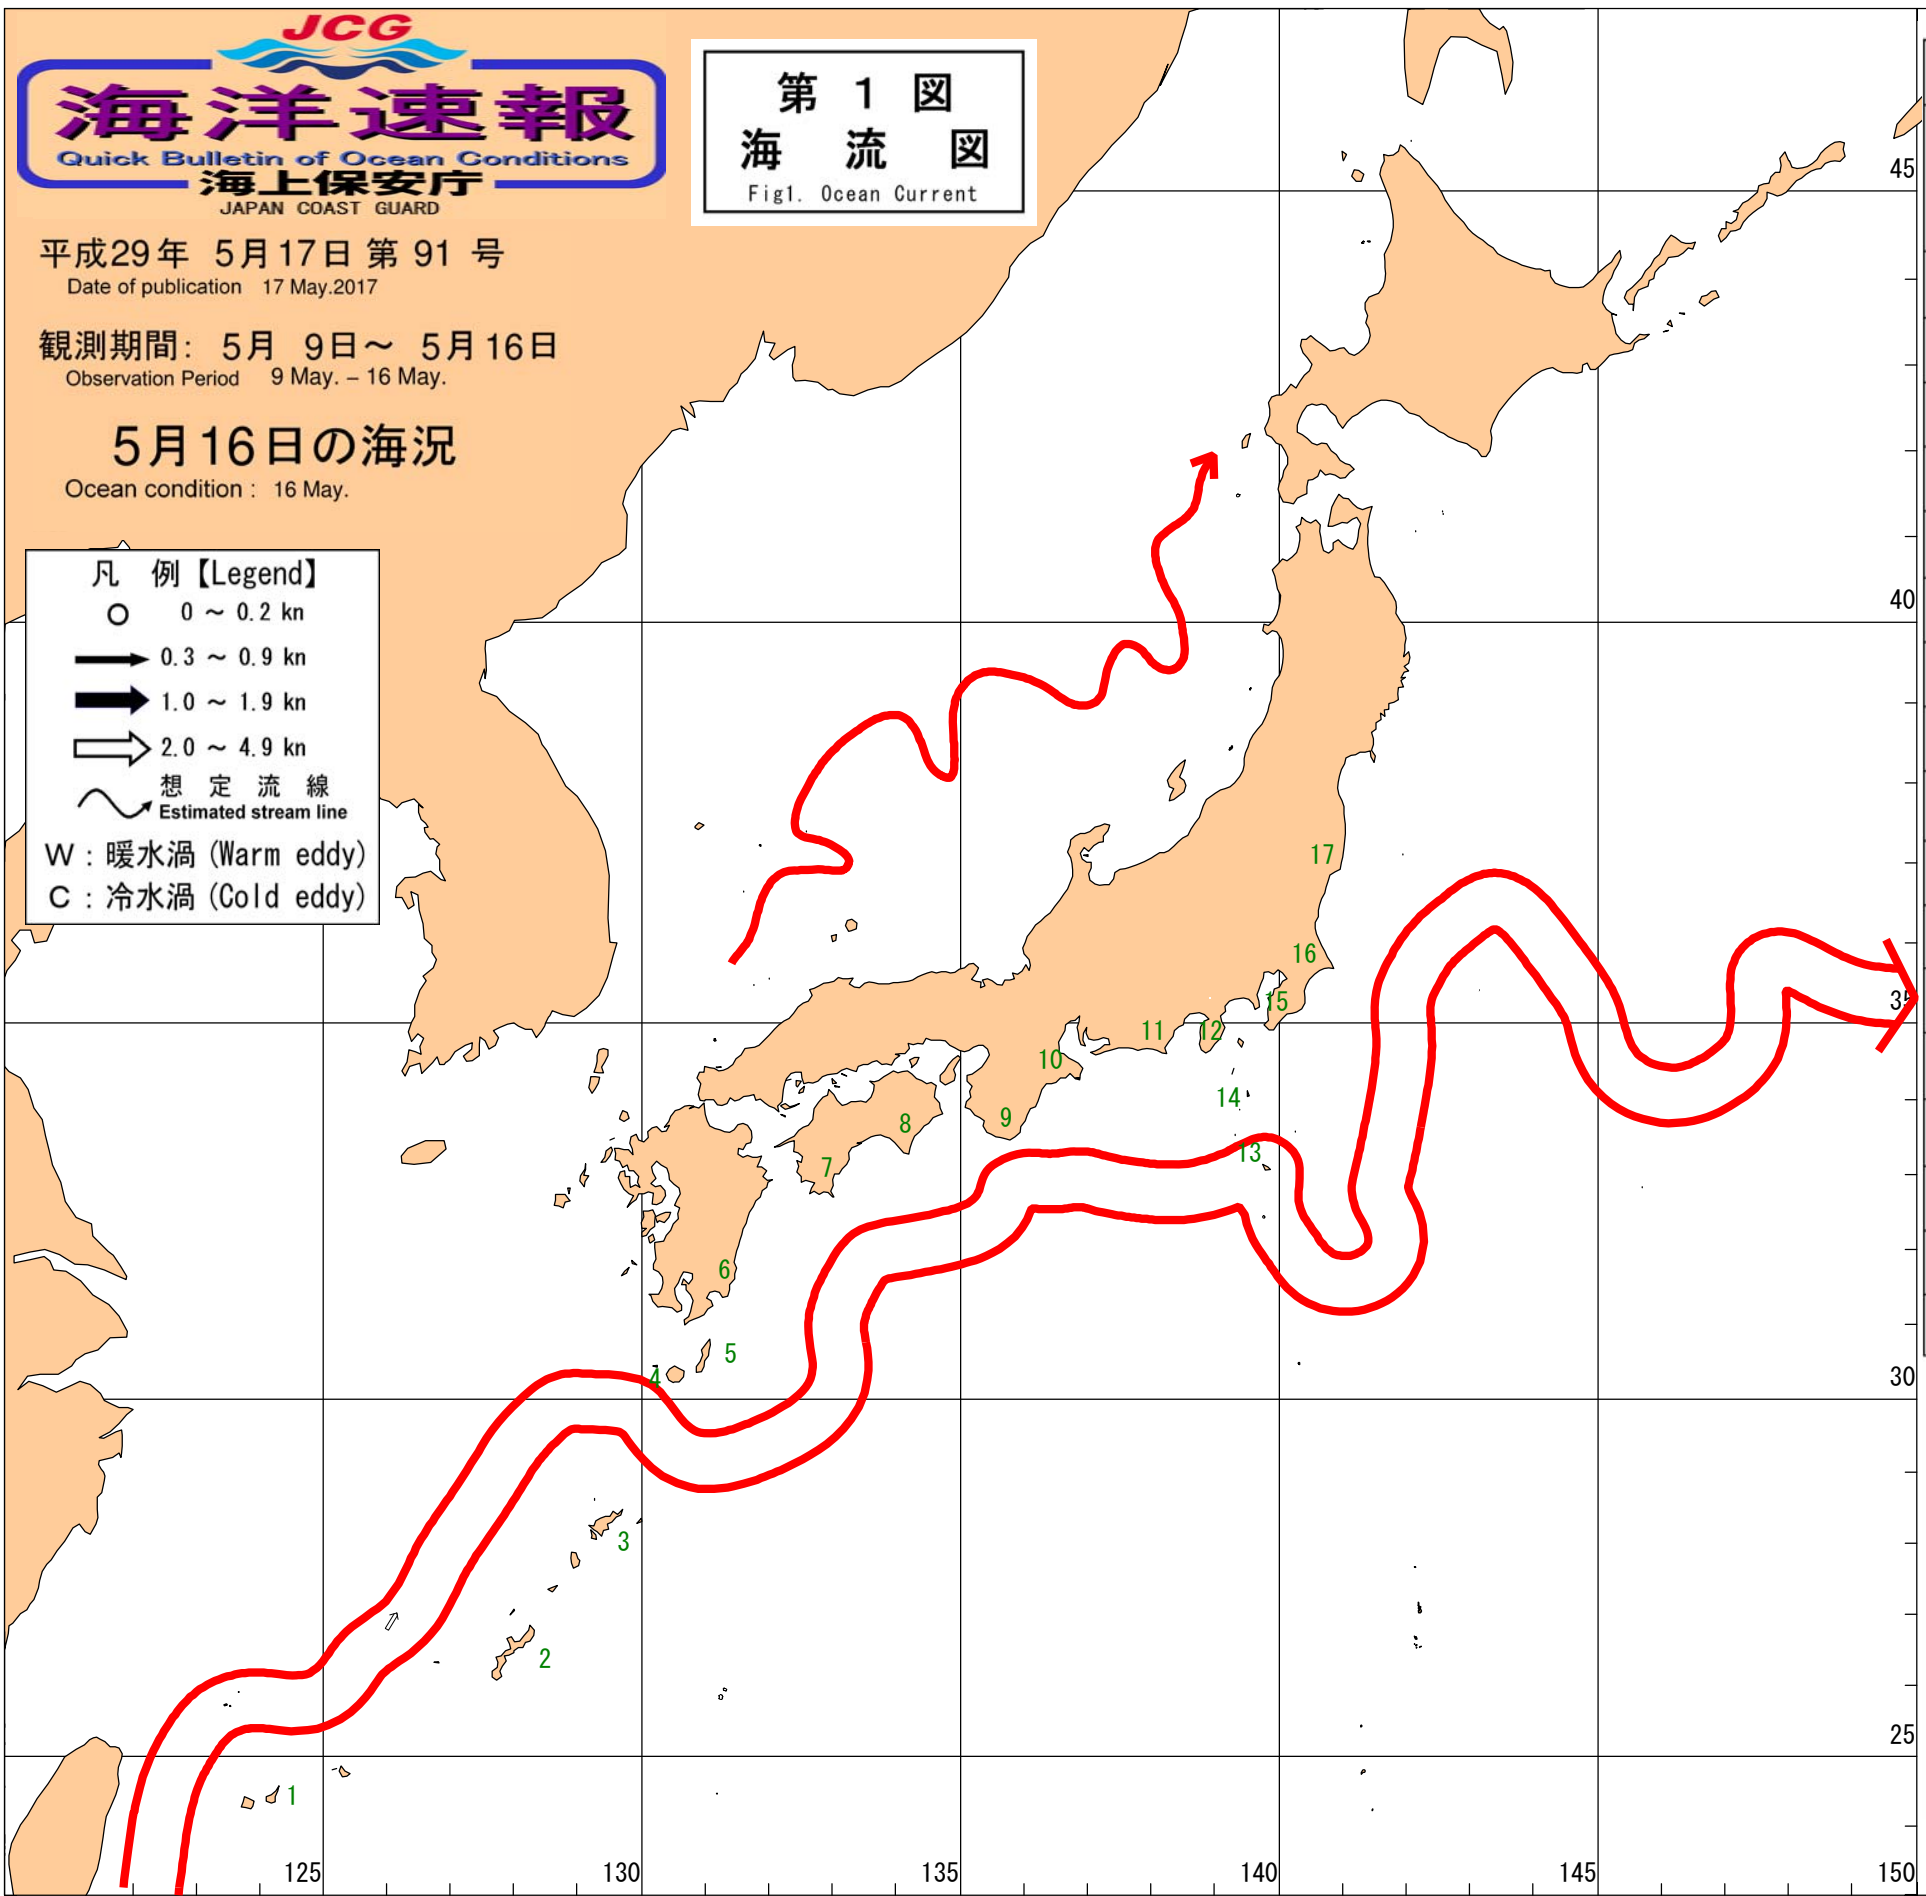 JCG
海洋速報
Quick Bulletin of Ocean Conditions
海上保安庁
JAPAN COAST GUARD
平成29年 5月17日 第 91 号
Date of publication 17 May.2017
観測期間: 5月 9日~ 5月16日
Observation Period 9 May. – 16 May.
5月16日の海況
Ocean condition : 16 May.
第 1 図
海 流 図
Fig1. Ocean Current
凡 例【Legend】
0 ~ 0.2 kn
0.3 ~ 0.9 kn
1.0 ~ 1.9 kn
2.0 ~ 4.9 kn
想 定 流 線
Estimated stream line
W : 暖水渦 (Warm eddy)
C : 冷水渦 (Cold eddy)
45
40
35
30
25
17
16
15
11
12
10
14
9
8
13
7
6
5
4
3
2
1
125
130
135
140
145
150